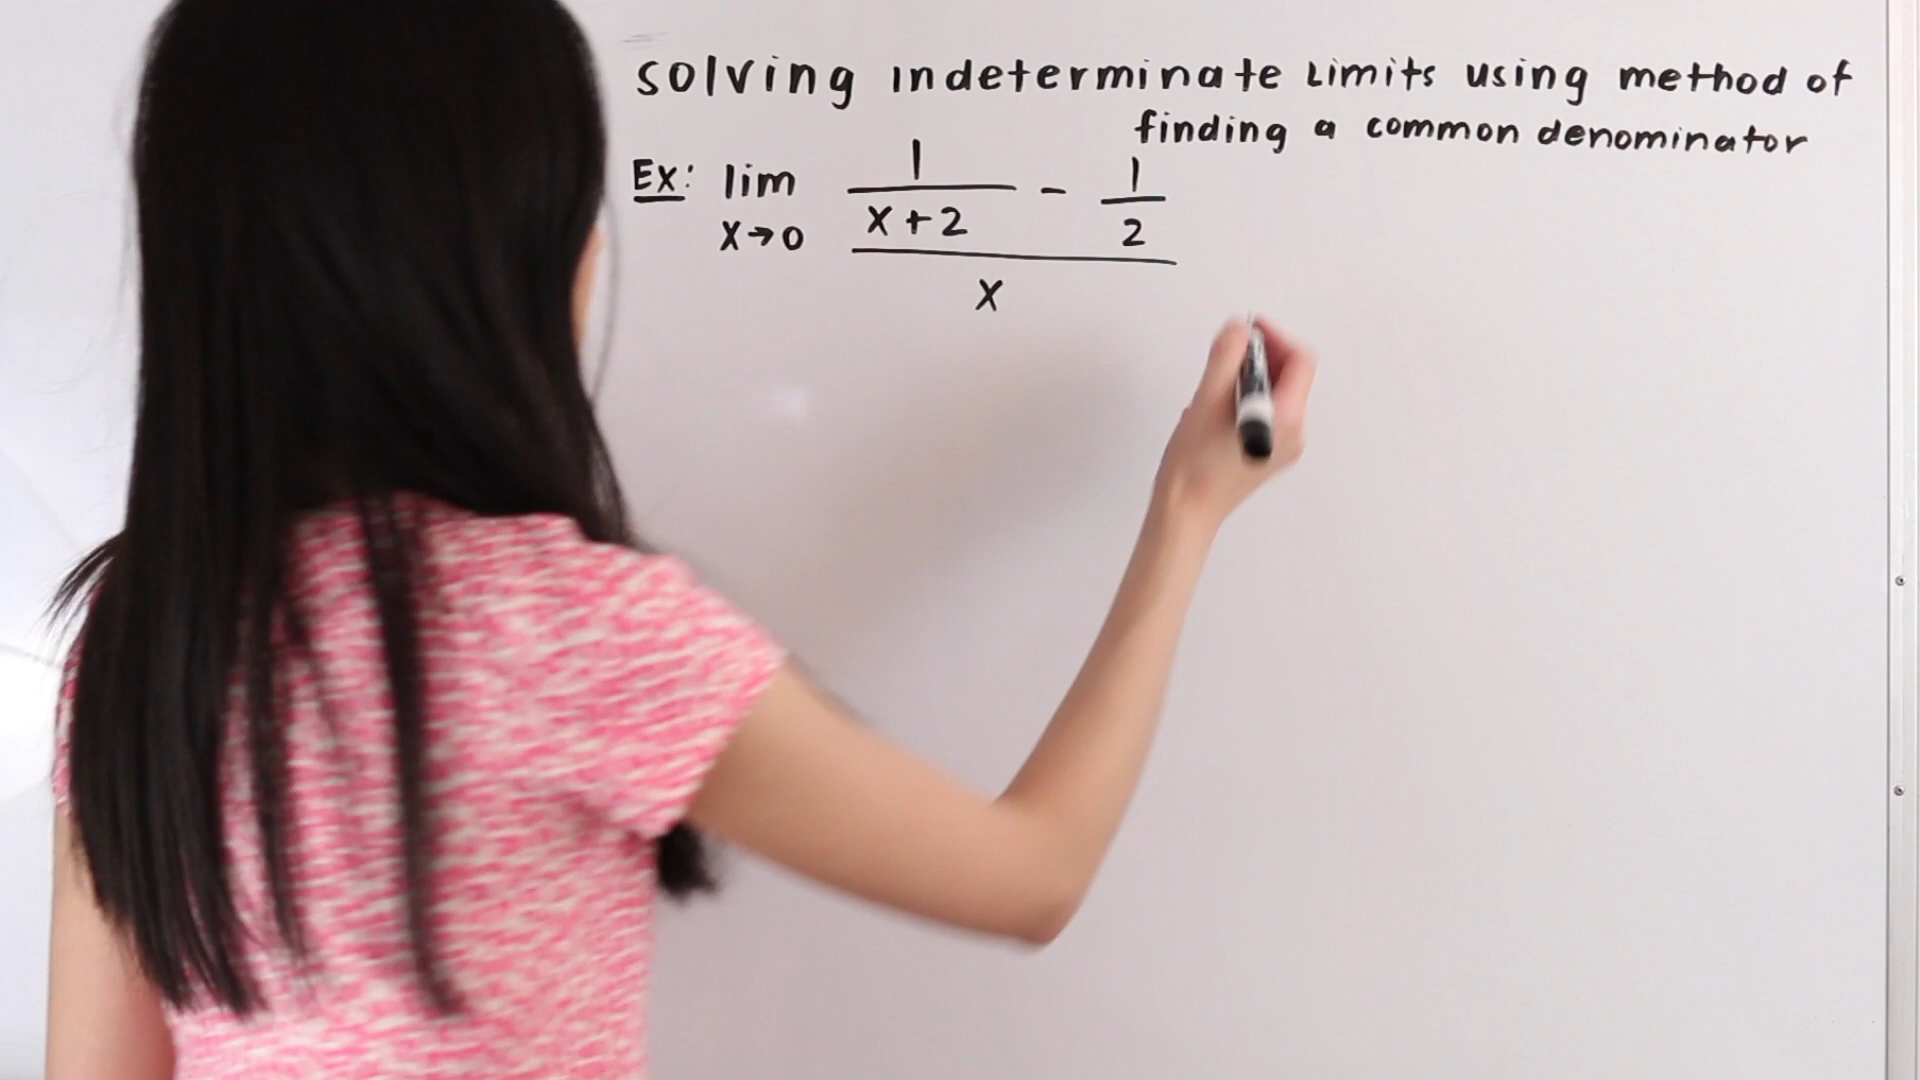 solving indeterminate Limits using method of
finding a common denominator
Ex: lim 1 - 1
x→0 x+2 2
x